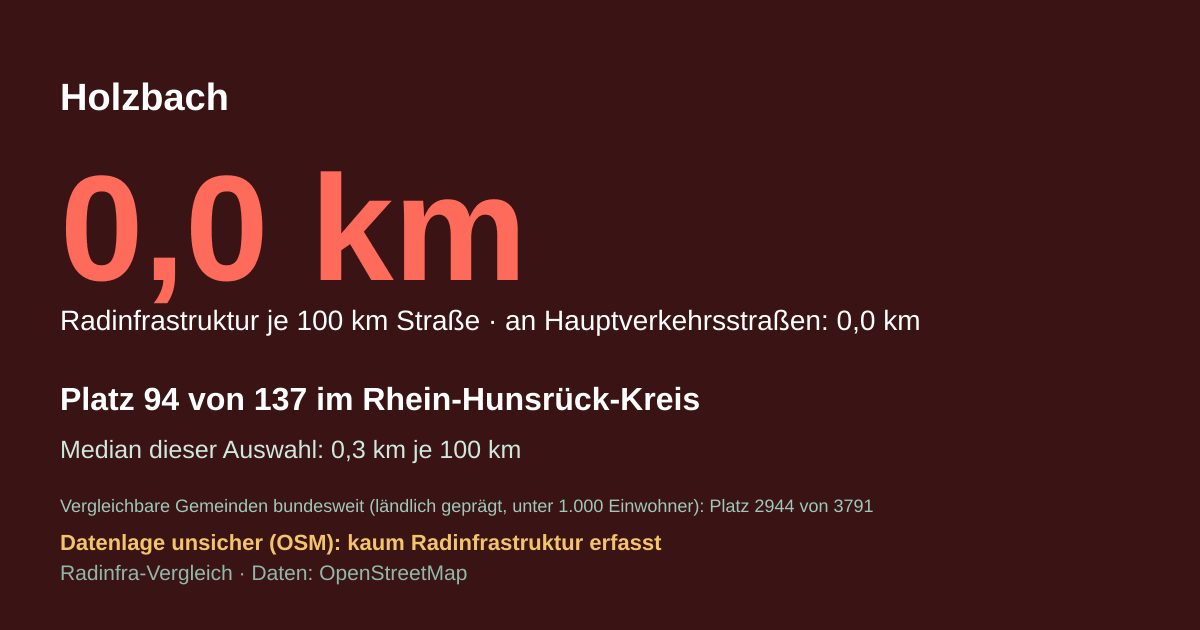 Holzbach
0,0 km
Radinfrastruktur je 100 km Straße · an Hauptverkehrsstraßen: 0,0 km
Platz 94 von 137 im Rhein-Hunsrück-Kreis
Median dieser Auswahl: 0,3 km je 100 km
Vergleichbare Gemeinden bundesweit (ländlich geprägt, unter 1.000 Einwohner): Platz 2944 von 3791
Datenlage unsicher (OSM): kaum Radinfrastruktur erfasst
Radinfra-Vergleich · Daten: OpenStreetMap